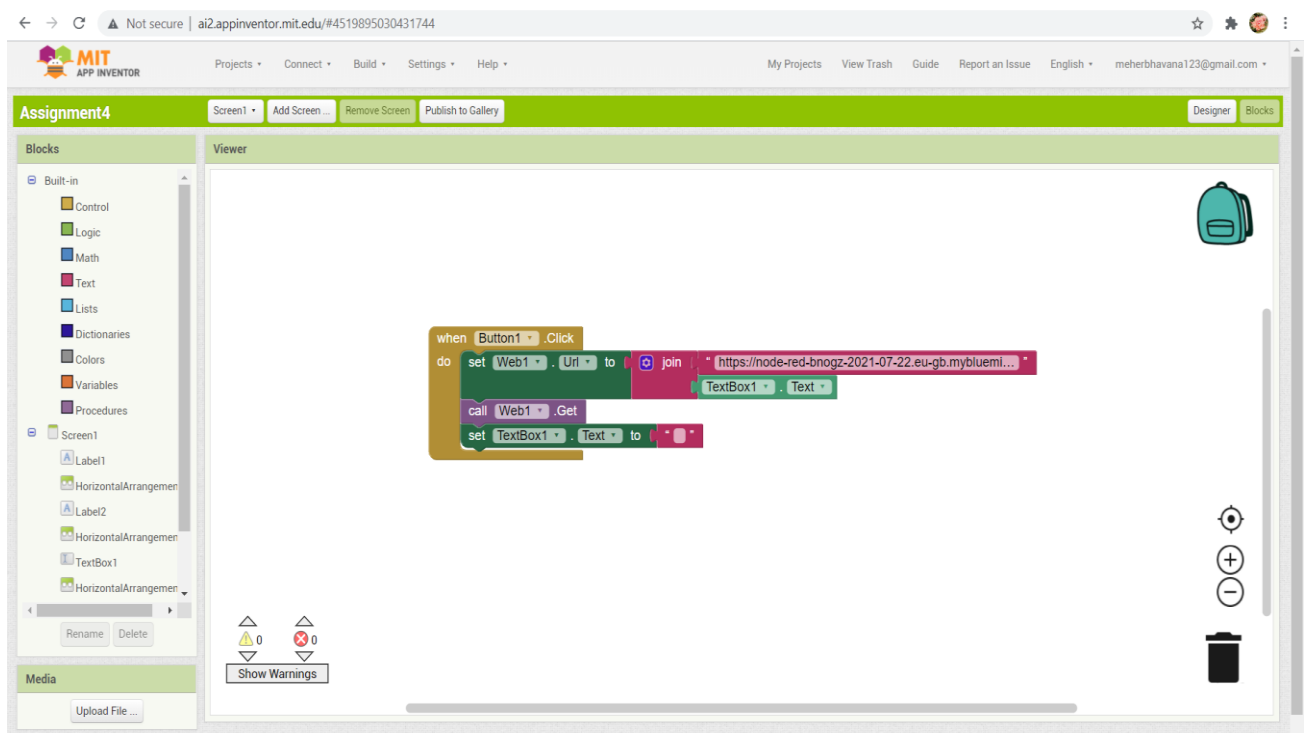 Not secure | ai2.appinventor.mit.edu/#4519895030431744
MIT
APP INVENTOR
Projects Connect Build Settings Help My Projects View Trash Guide Report an Issue English meherbhavana123@gmail.com
Assignment4 Screen1 Add Screen ... Remove Screen Publish to Gallery Designer Blocks
Blocks
Viewer
Built-in
Control
Logic
Math
Text
Lists
Dictionaries
Colors
Variables
Procedures
Screen1
Label1
HorizontalArrangemen
Label2
HorizontalArrangemen
TextBox1
HorizontalArrangemen
Rename Delete
Media
Upload File ...
when Button1 .Click
do set Web1 . Url to join " https://node-red-bnogz-2021-07-22.eu-gb.mybluemi... "
TextBox1 . Text
call Web1 .Get
set TextBox1 . Text to " "
0 0
Show Warnings